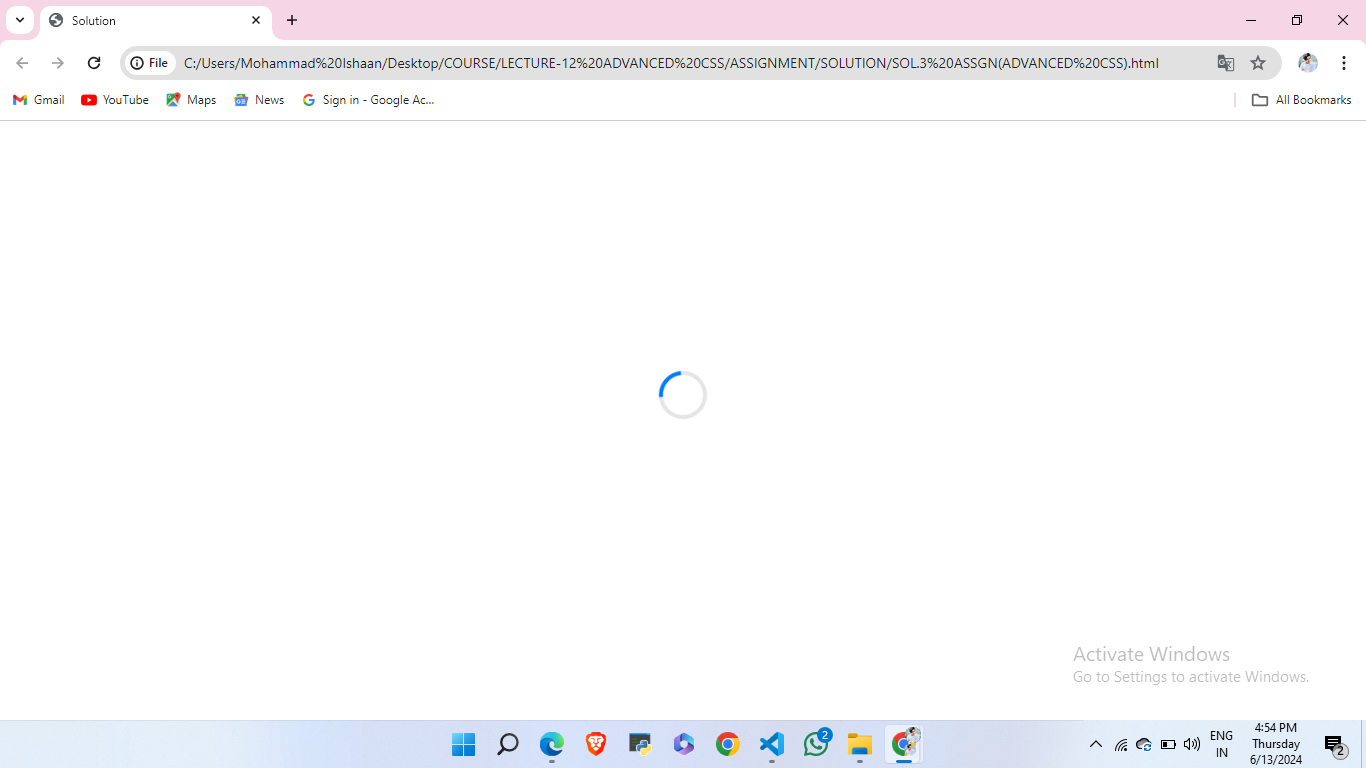 Solution
File
C:/Users/Mohammad%20Ishaan/Desktop/COURSE/LECTURE-12%20ADVANCED%20CSS/ASSIGNMENT/SOLUTION/SOL.3%20ASSGN(ADVANCED%20CSS).html
Gmail
YouTube
Maps
News
Sign in - Google Ac...
All Bookmarks
Activate Windows
Go to Settings to activate Windows.
2
ENG
IN
4:54 PM
Thursday
6/13/2024
2